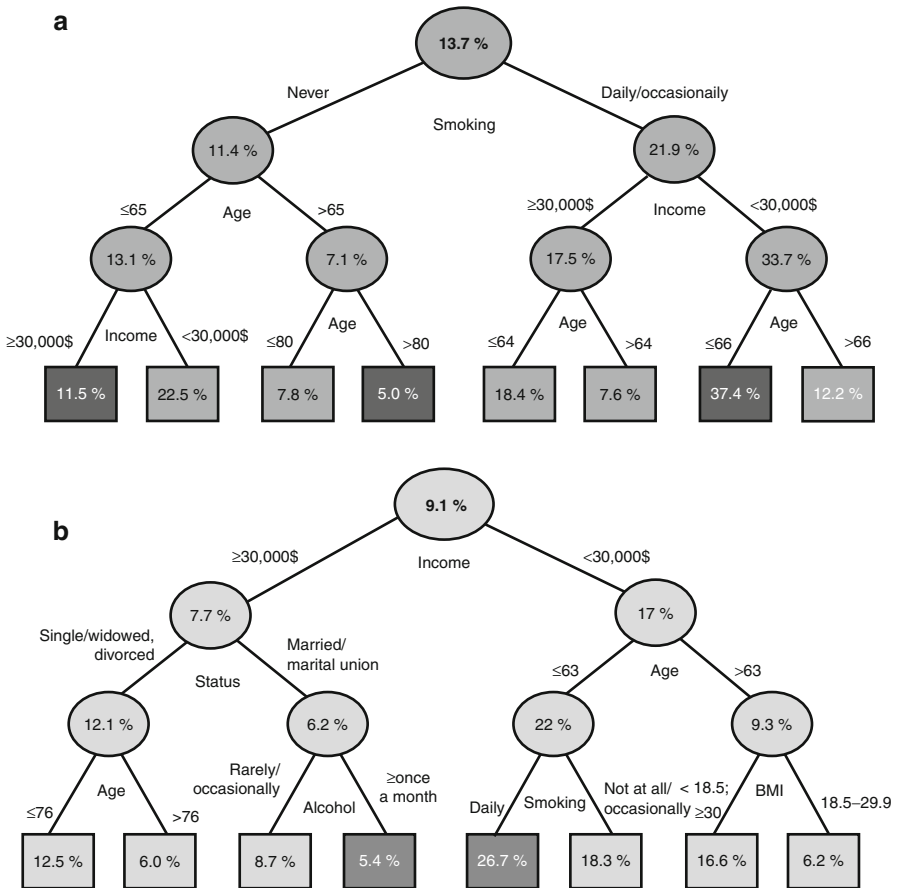 a
13.7 %
Never
Daily/occasionaily
Smoking
11.4 %
21.9 %
≤65
Age
>65
≥30,000$
Income
<30,000$
13.1 %
7.1 %
17.5 %
33.7 %
≥30,000$
Income
<30,000$
≤80
Age
>80
≤64
Age
>64
≤66
Age
>66
11.5 %
22.5 %
7.8 %
5.0 %
18.4 %
7.6 %
37.4 %
12.2 %
b
9.1 %
≥30,000$
Income
<30,000$
7.7 %
17 %
Single/widowed,
divorced
Status
Married/
marital union
≤63
Age
>63
12.1 %
6.2 %
22 %
9.3 %
≤76
Age
>76
Rarely/
occasionally
Alcohol
≥once
a month
Daily
Smoking
Not at all/
occasionally
< 18.5;
≥30
BMI
18.5–29.9
12.5 %
6.0 %
8.7 %
5.4 %
26.7 %
18.3 %
16.6 %
6.2 %